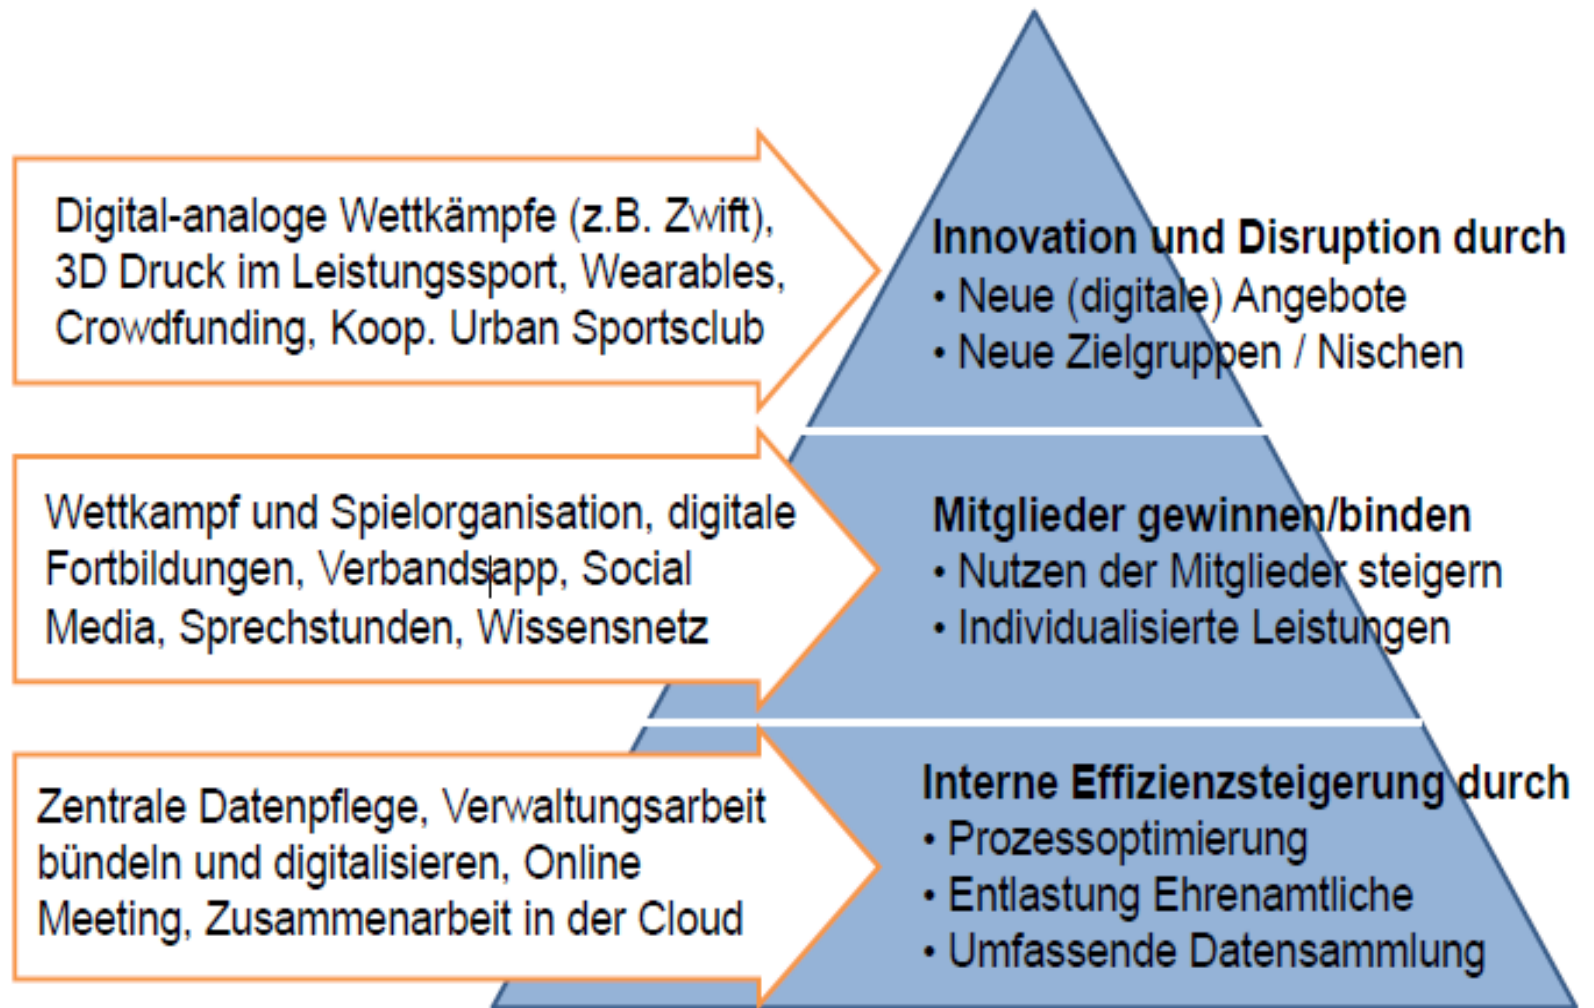 Digital-analoge Wettkämpfe (z.B. Zwift),
3D Druck im Leistungssport, Wearables,
Crowdfunding, Koop. Urban Sportsclub
Innovation und Disruption durch
• Neue (digitale) Angebote
• Neue Zielgruppen / Nischen
Wettkampf und Spielorganisation, digitale
Fortbildungen, Verbandsapp, Social
Media, Sprechstunden, Wissensnetz
Mitglieder gewinnen/binden
• Nutzen der Mitglieder steigern
• Individualisierte Leistungen
Zentrale Datenpflege, Verwaltungsarbeit
bündeln und digitalisieren, Online
Meeting, Zusammenarbeit in der Cloud
Interne Effizienzsteigerung durch
• Prozessoptimierung
• Entlastung Ehrenamtliche
• Umfassende Datensammlung